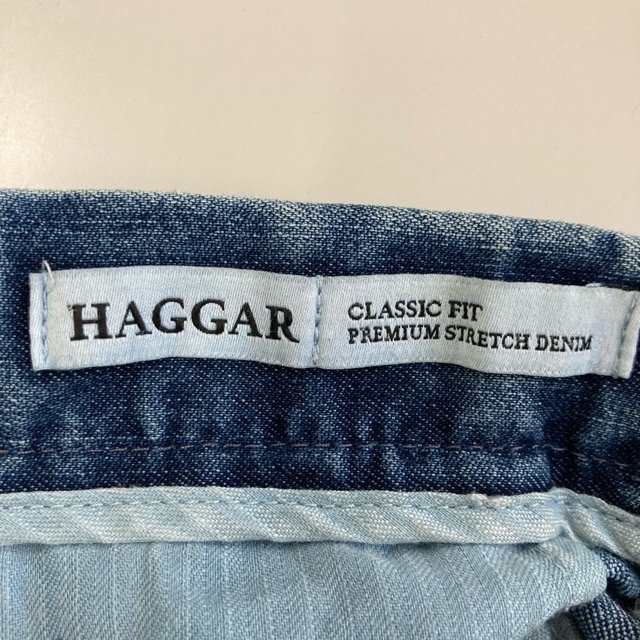 HAGGAR
CLASSIC FIT
PREMIUM STRETCH DENIM